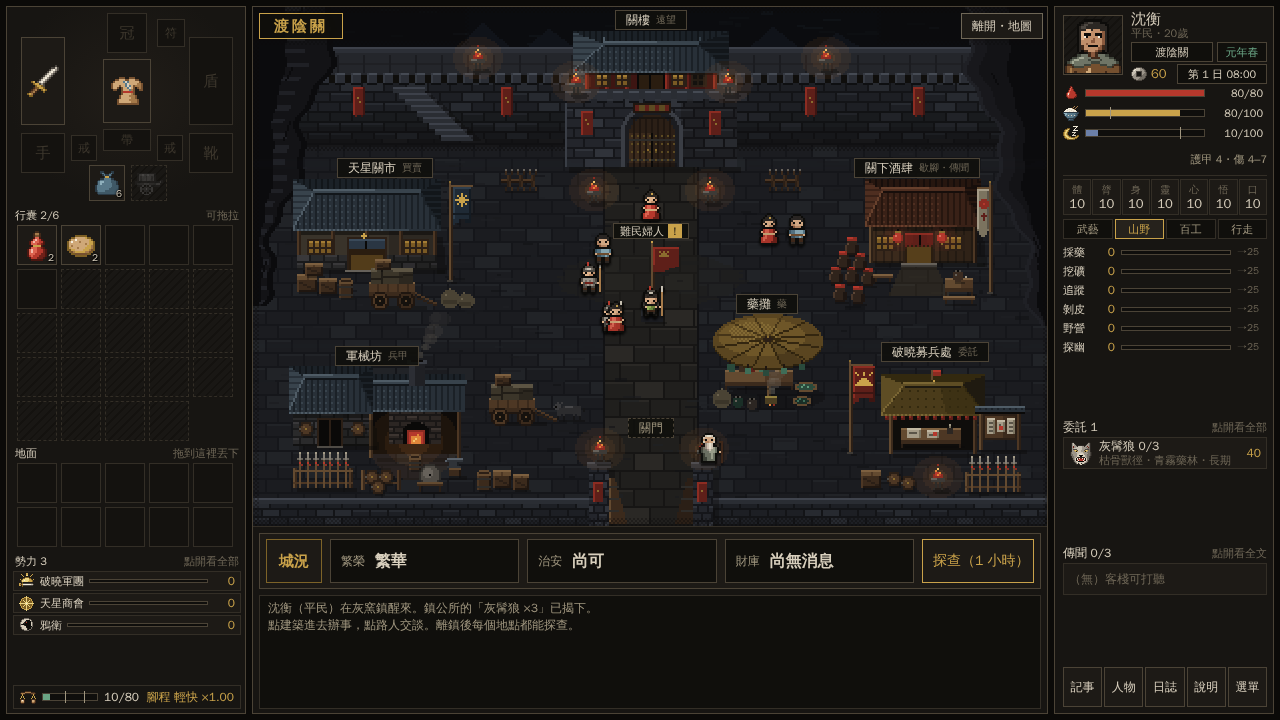 冠
符
盾
手
戒
帶
戒
靴
6
行囊 2/6
可拖拉
2
2
地面
拖到這裡丟下
勢力 3
點開看全部
破曉軍團
0
天星商會
0
鴉衛
0
10/80
腳程 輕快 ×1.00
渡陰關
關樓 遠望
離開・地圖
天星關市 買賣
關下酒肆 歇腳・傳聞
難民婦人 !
藥攤 藥
軍械坊 兵甲
破曉募兵處 委託
關門
城況
繁榮 繁華
治安 尚可
財庫 尚無消息
探查（1 小時）
沈衡（平民）在灰窯鎮醒來。鎮公所的「灰髯狼 ×3」已揭下。
點建築進去辦事，點路人交談。離鎮後每個地點都能探查。
沈衡
平民・20歲
渡陰關
元年春
60
第 1 日 08:00
80/80
80/100
10/100
護甲 4・傷 4–7
體 10
臂 10
身 10
靈 10
心 10
悟 10
口 10
武藝
山野
百工
行走
採藥 0 →25
挖礦 0 →25
追蹤 0 →25
剝皮 0 →25
野營 0 →25
探幽 0 →25
委託 1
點開看全部
灰髯狼 0/3
枯骨獸徑・青霧藥林・長期
40
傳聞 0/3
點開看全文
（無）客棧可打聽
記事
人物
日誌
說明
選單